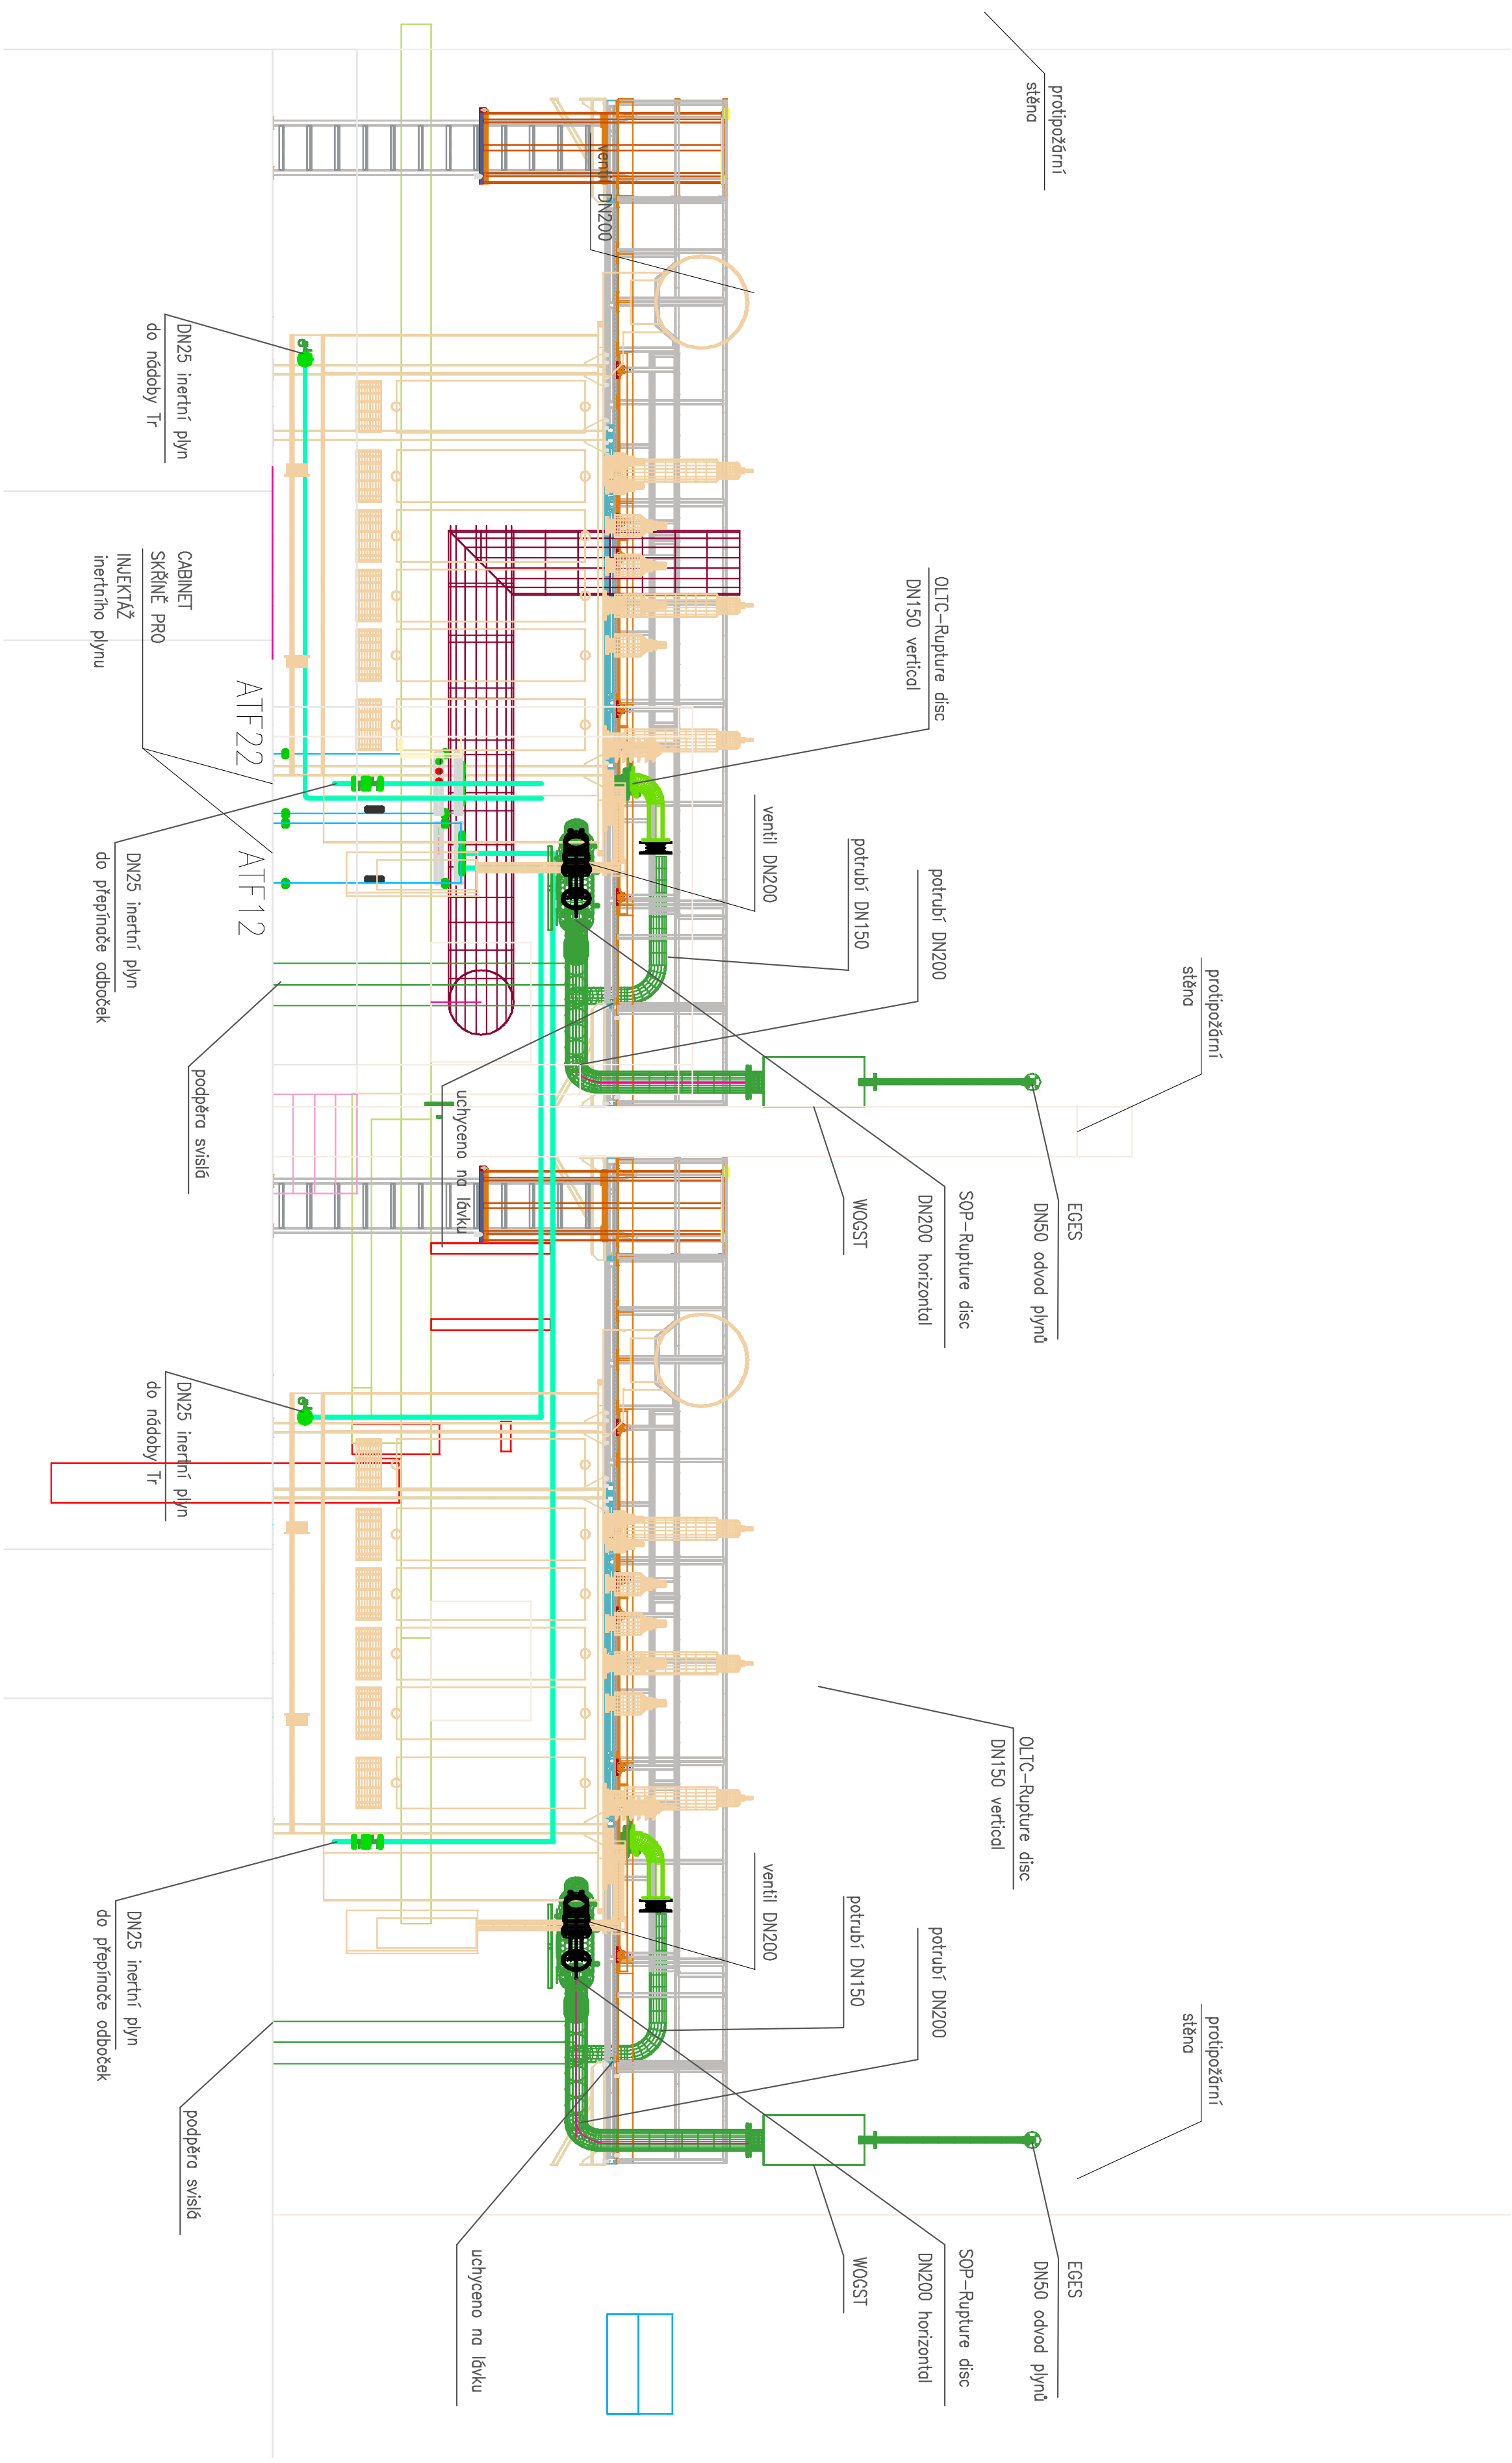 protipožární
stěna
protipožární
stěna
protipožární
stěna
EGES
DN50 odvod plynů
EGES
DN50 odvod plynů
OLTC-Rupture disc
DN150 vertical
SOP-Rupture disc
DN200 horizontal
SOP-Rupture disc
DN200 horizontal
OLTC-Rupture disc
DN150 vertical
potrubí DN200
potrubí DN200
potrubí DN150
WOGST
potrubí DN150
WOGST
ventil DN200
ventil DN200
ventil DN200
uchyceno na lávku
uchyceno na lávku
ATF22
ATF12
podpěra svislá
podpěra svislá
DN25 inertní plyn
do nádoby Tr
CABINET
SKŘÍNĚ PRO
INJEKTÁŽ
inertního plynu
DN25 inertní plyn
do přepínače odboček
DN25 inertní plyn
do nádoby Tr
DN25 inertní plyn
do přepínače odboček